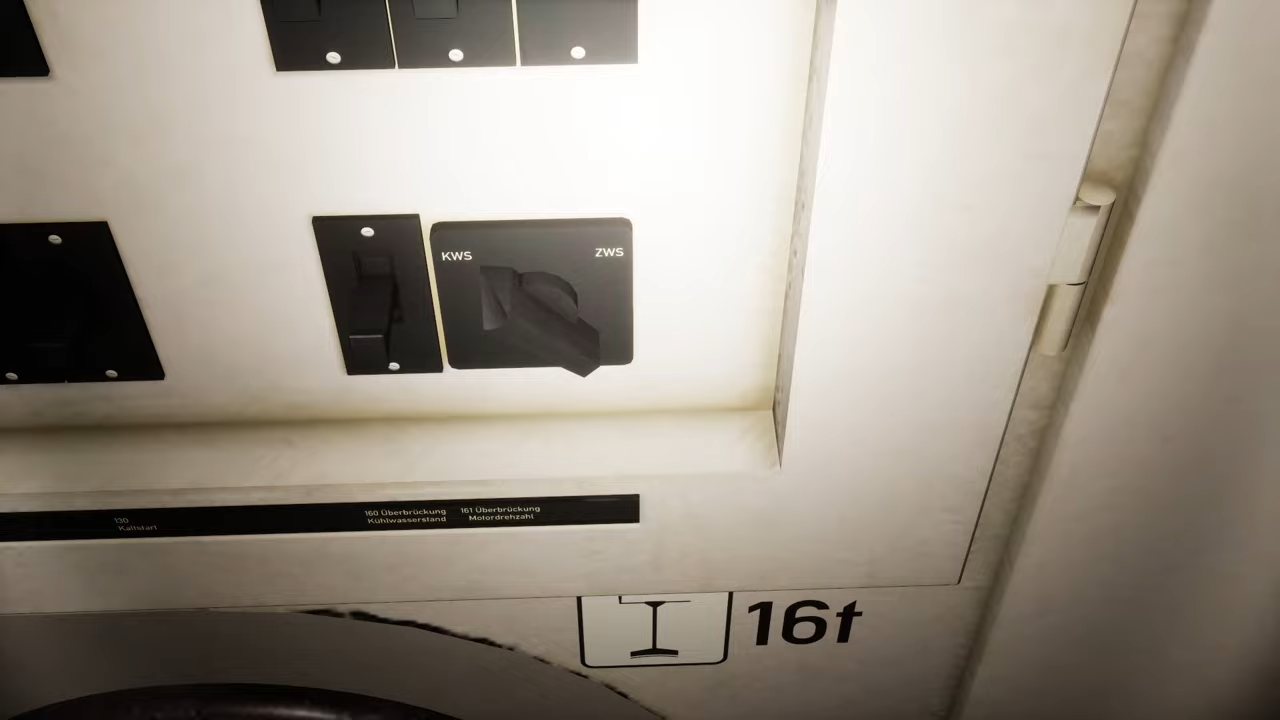 KWS ZWS
130
Kaltstart
160 Überbrückung
Kühlwasserstand
161 Überbrückung
Motordrehzahl
16t